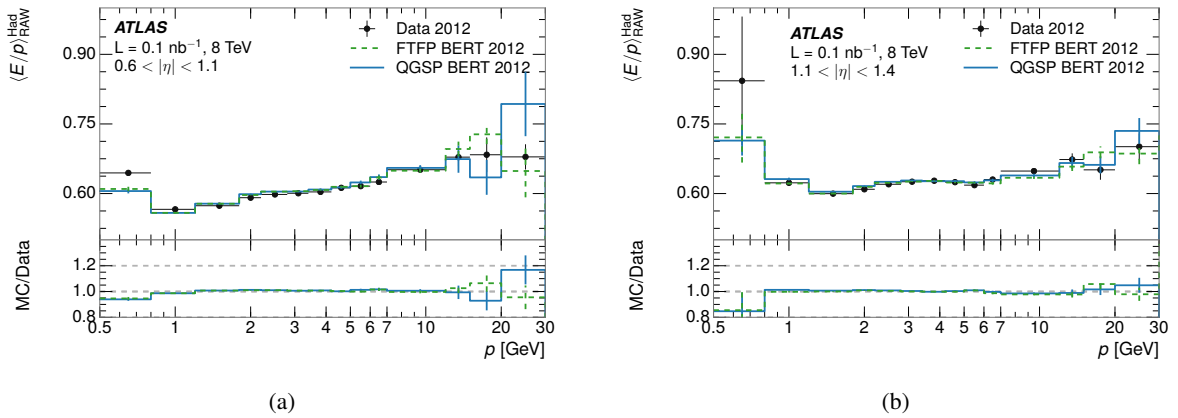 ⟨E/p⟩^Had_RAW
0.90
0.75
0.60
ATLAS
L = 0.1 nb⁻¹, 8 TeV
0.6 < |η| < 1.1
Data 2012
FTFP BERT 2012
QGSP BERT 2012
MC/Data
1.2
1.0
0.8
0.5 1 2 3 4 5 6 7 10 20 30
p [GeV]
(a)
⟨E/p⟩^Had_RAW
0.90
0.75
0.60
ATLAS
L = 0.1 nb⁻¹, 8 TeV
1.1 < |η| < 1.4
Data 2012
FTFP BERT 2012
QGSP BERT 2012
MC/Data
1.2
1.0
0.8
0.5 1 2 3 4 5 6 7 10 20 30
p [GeV]
(b)